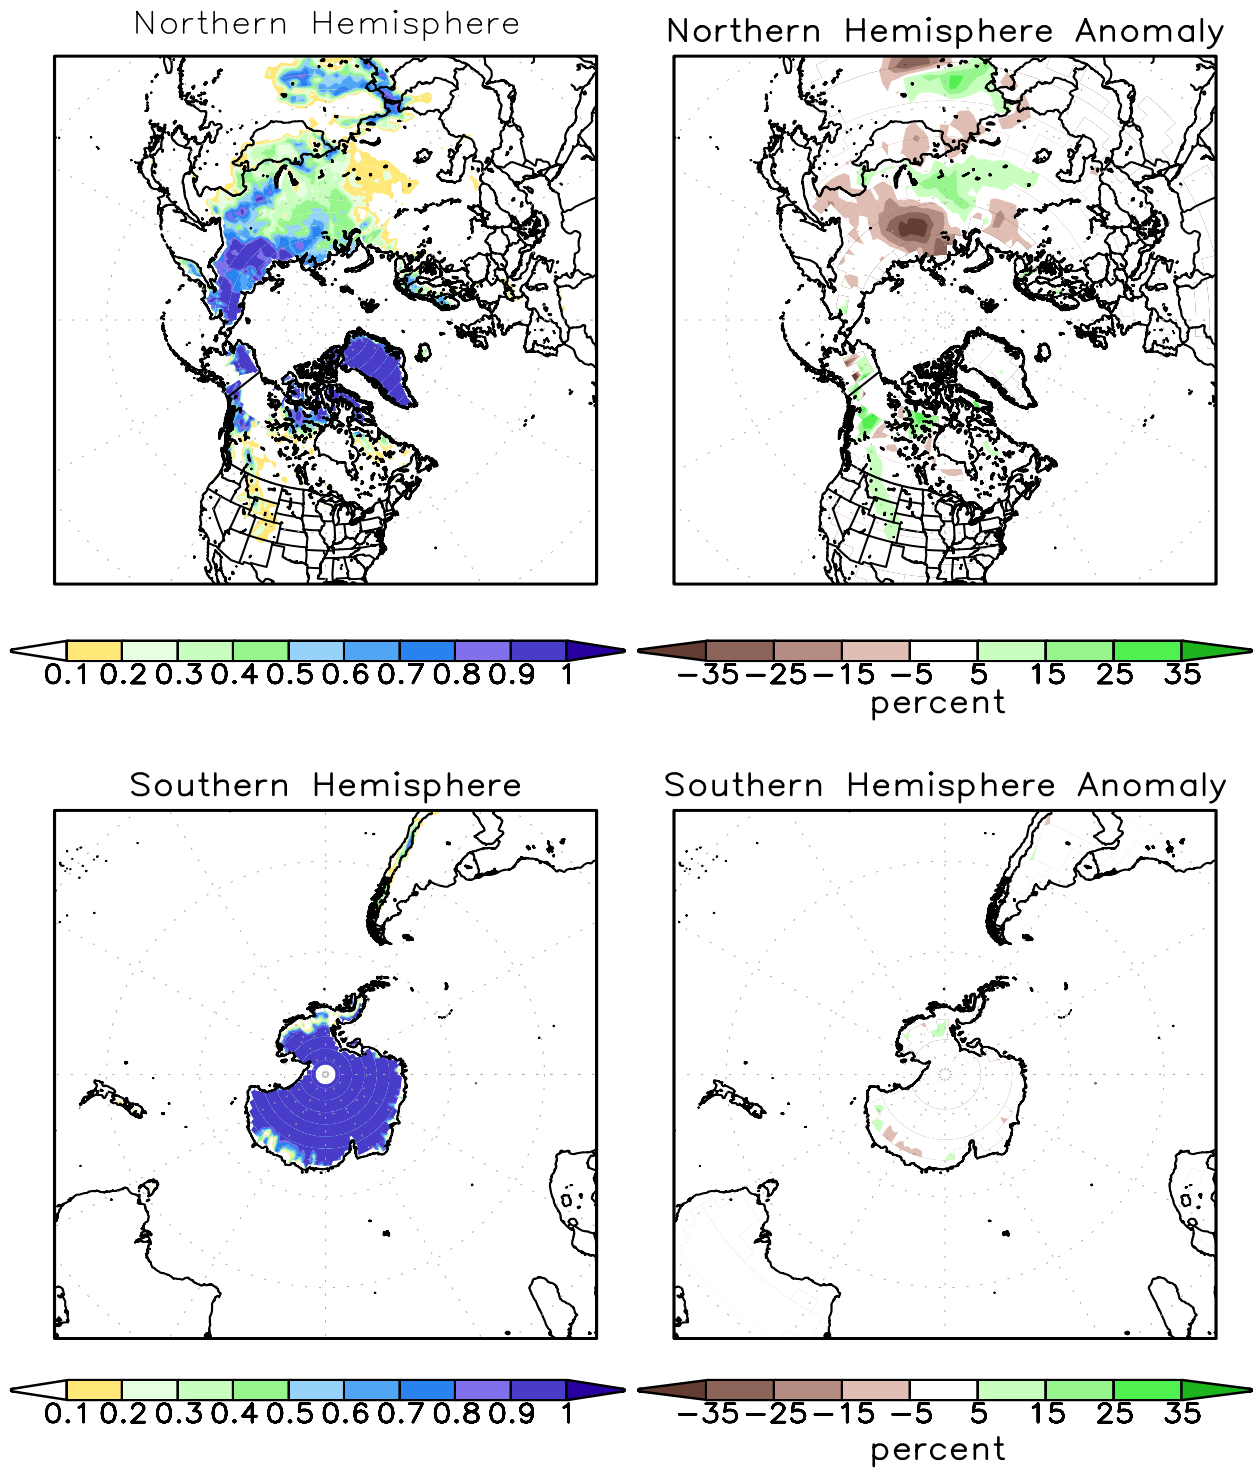 Northern Hemisphere
Northern Hemisphere Anomaly
0.1 0.2 0.3 0.4 0.5 0.6 0.7 0.8 0.9 1
-35 -25 -15 -5 5 15 25 35
percent
Southern Hemisphere
Southern Hemisphere Anomaly
0.1 0.2 0.3 0.4 0.5 0.6 0.7 0.8 0.9 1
-35 -25 -15 -5 5 15 25 35
percent